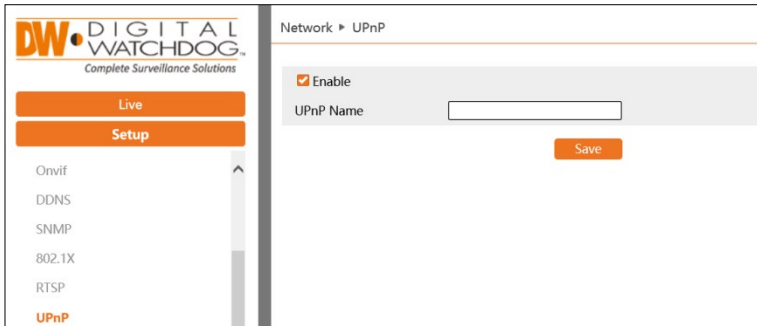 DW DIGITAL
WATCHDOG™
Complete Surveillance Solutions
Live
Setup
Onvif
DDNS
SNMP
802.1X
RTSP
UPnP
Network ▸ UPnP
Enable
UPnP Name
Save